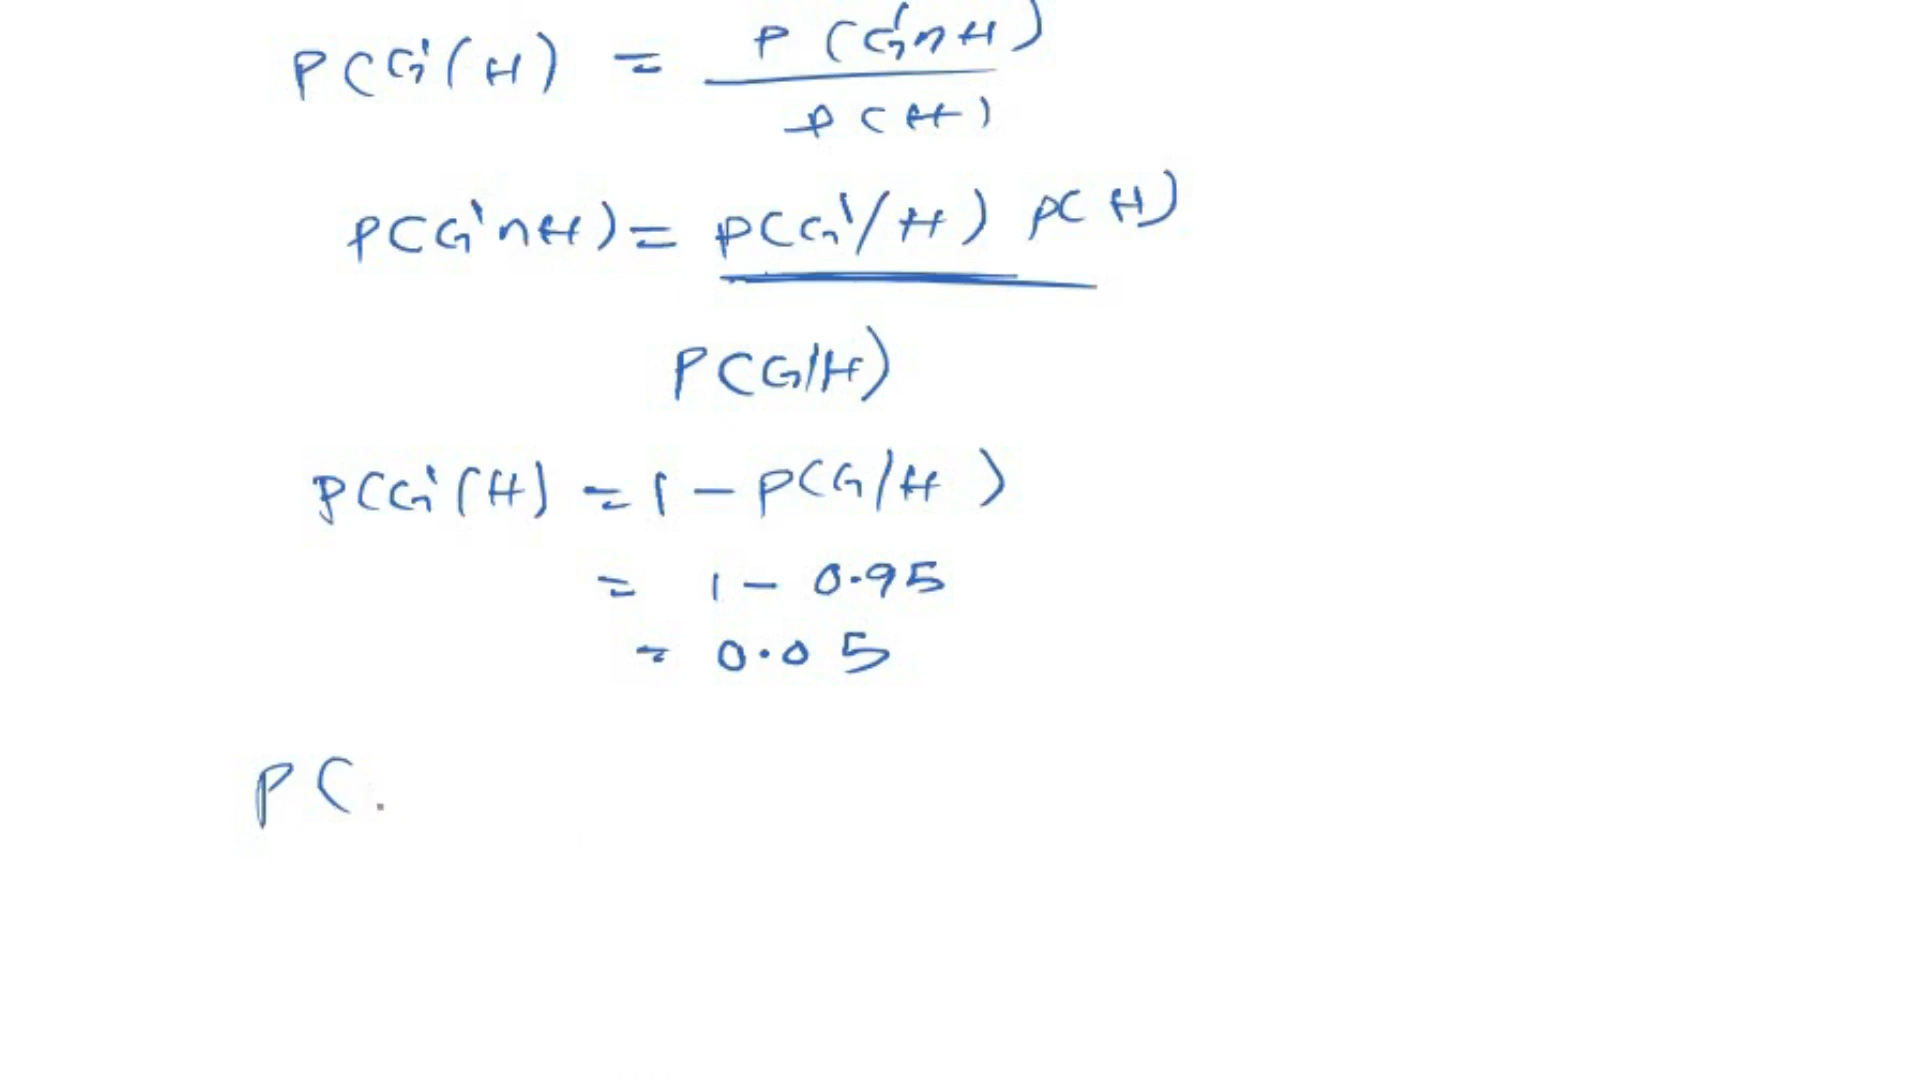 P(G'(H) = P(G'∩H)
P(H)
P(G'∩H) = P(G'/H) P(H)
P(G/H)
P(G'(H) = 1 - P(G/H)
= 1 - 0.95
= 0.05
P(.